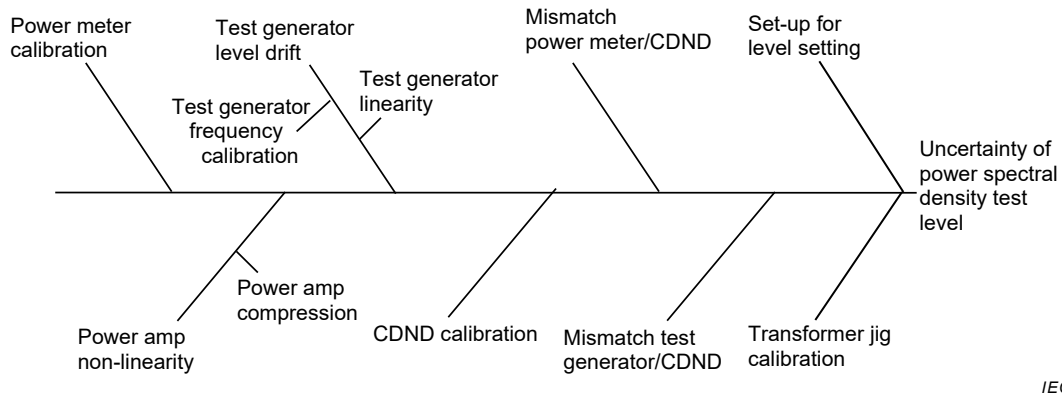 Power meter
calibration
Test generator
level drift
Test generator
linearity
Test generator
frequency
calibration
Mismatch
power meter/CDND
Set-up for
level setting
Uncertainty of
power spectral
density test
level
Power amp
compression
Power amp
non-linearity
CDND calibration
Mismatch test
generator/CDND
Transformer jig
calibration